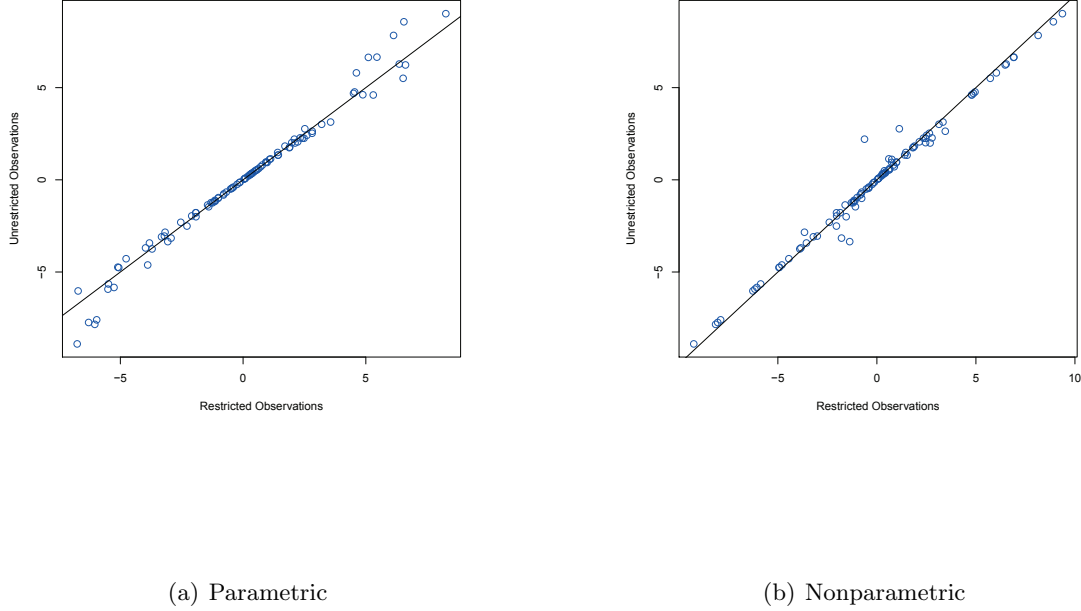 5
0
−5
Unrestricted Observations
−5 0 5
Restricted Observations
(a) Parametric
5
0
−5
Unrestricted Observations
−5 0 5 10
Restricted Observations
(b) Nonparametric